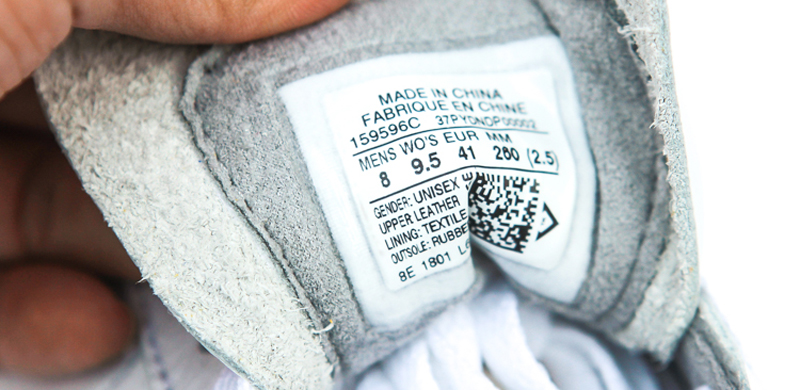 MADE IN CHINA
FABRIQUE EN CHINE
159596C 37PYDNDP00002
MENS WO'S EUR MM
8 9.5 41 260 (2.5)
GENDER: UNISEX
UPPER LEATHER
LINING: TEXTILE
OUTSOLE: RUBBE
8E 1801